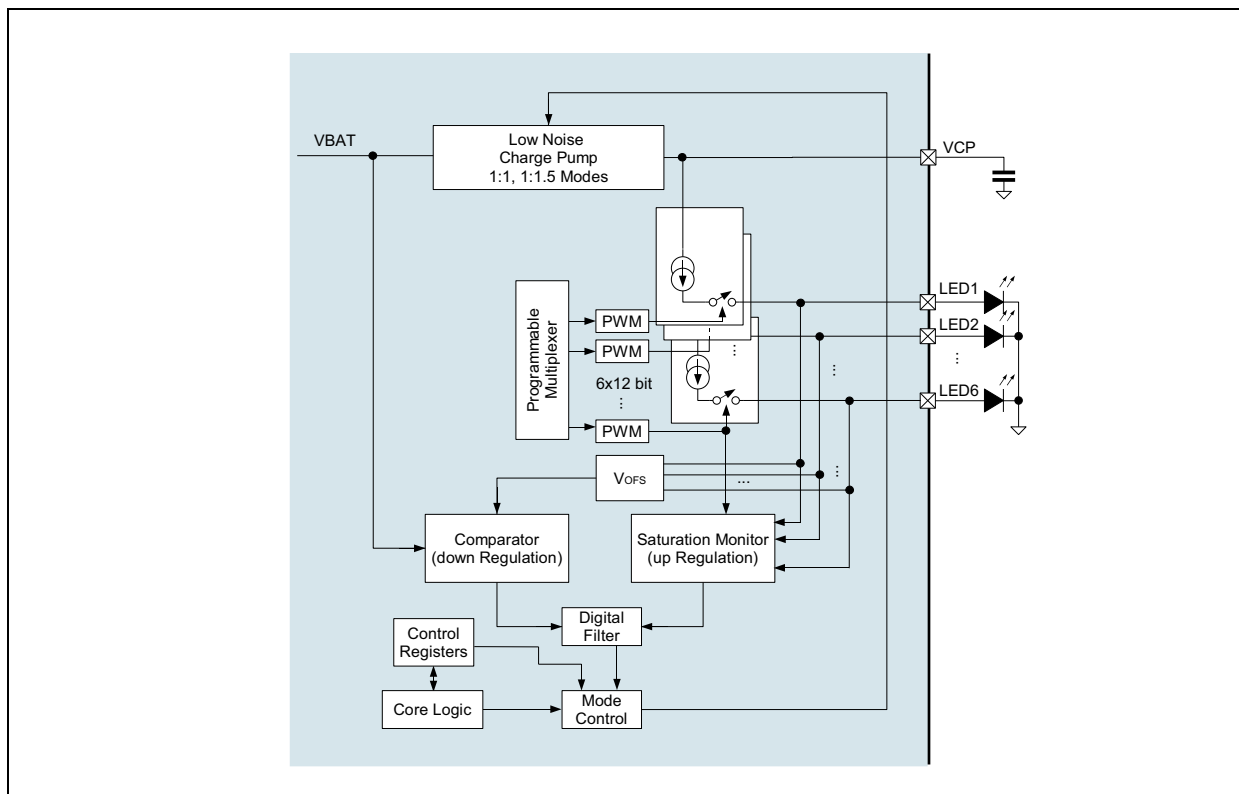 VBAT
Low Noise
Charge Pump
1:1, 1:1.5 Modes
VCP
LED1
LED2
...
LED6
Programmable
Multiplexer
PWM
PWM
6x12 bit
...
PWM
...
...
...
VOFS
...
Comparator
(down Regulation)
Saturation Monitor
(up Regulation)
Digital
Filter
Control
Registers
Core Logic
Mode
Control